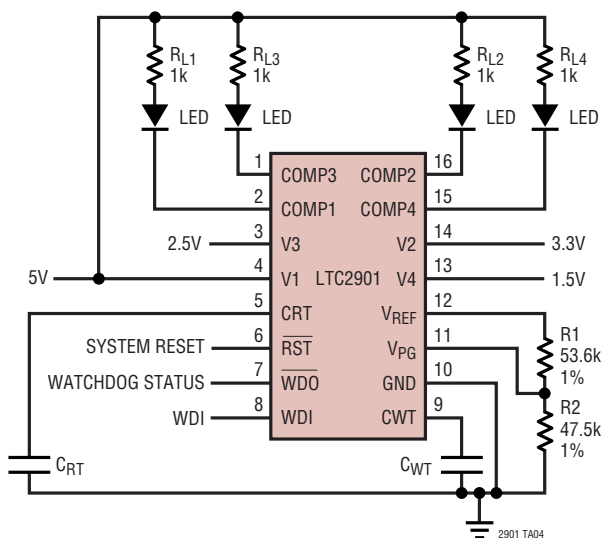 RL1
1k
RL3
1k
RL2
1k
RL4
1k
LED
LED
LED
LED
1
COMP3
COMP2
16
2
COMP1
COMP4
15
2.5V
3
V3
V2
14
3.3V
5V
4
V1
LTC2901
V4
13
1.5V
5
CRT
VREF
12
SYSTEM RESET
6
RST
VPG
11
R1
53.6k
1%
WATCHDOG STATUS
7
WDO
GND
10
WDI
8
WDI
CWT
9
R2
47.5k
1%
CRT
CWT
2901 TA04